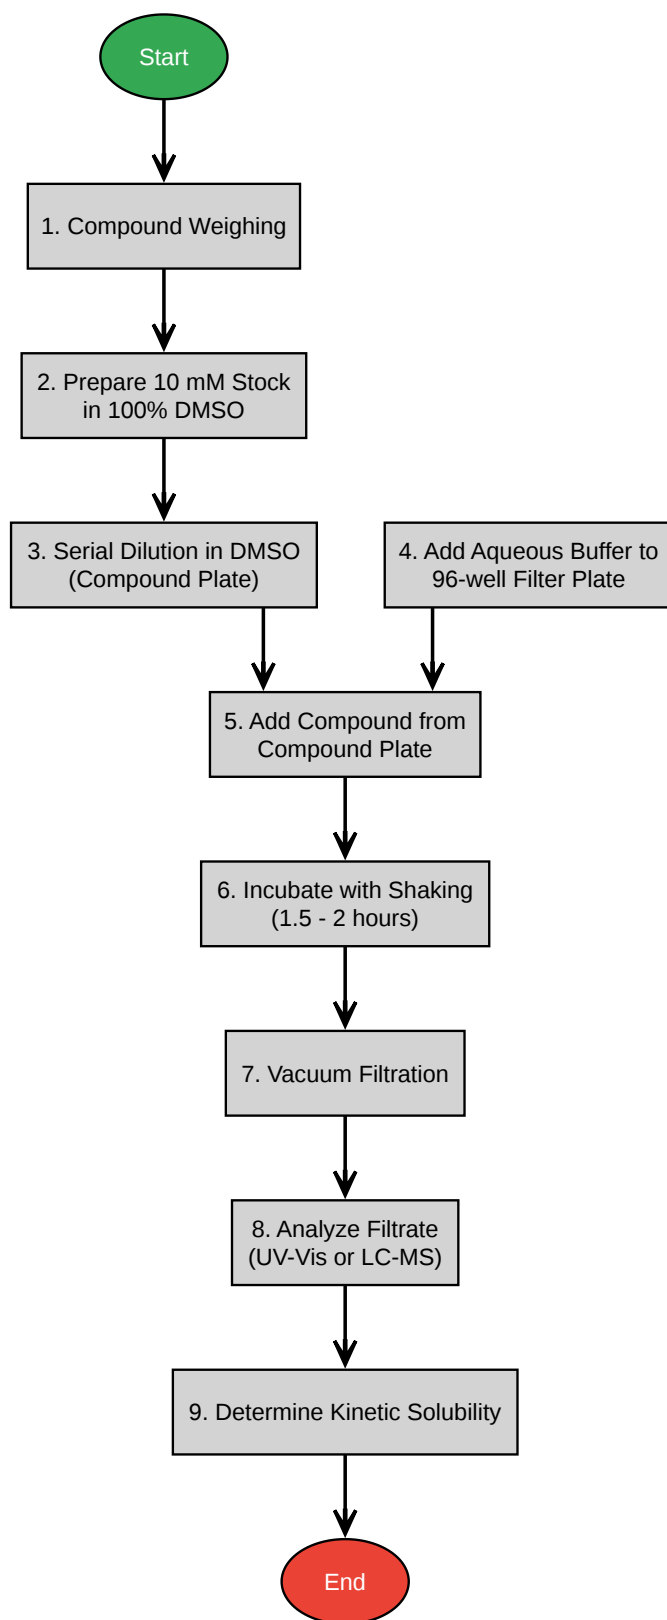 Start
1. Compound Weighing
2. Prepare 10 mM Stock
in 100% DMSO
3. Serial Dilution in DMSO
(Compound Plate)
4. Add Aqueous Buffer to
96-well Filter Plate
5. Add Compound from
Compound Plate
6. Incubate with Shaking
(1.5 - 2 hours)
7. Vacuum Filtration
8. Analyze Filtrate
(UV-Vis or LC-MS)
9. Determine Kinetic Solubility
End